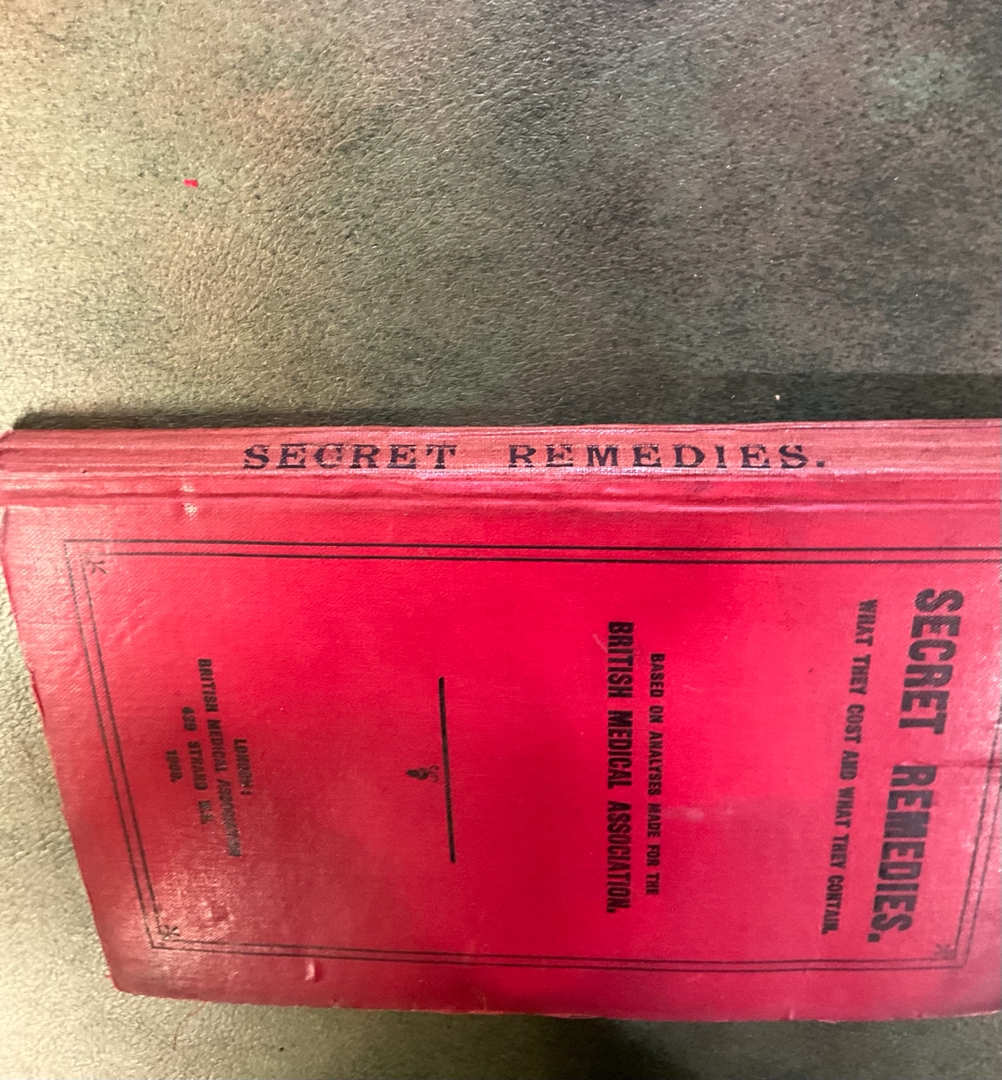 SECRET REMEDIES.
SECRET REMEDIES.
WHAT THEY COST AND WHAT THEY CONTAIN.
BASED ON ANALYSES MADE FOR THE
BRITISH MEDICAL ASSOCIATION.
LONDON:
BRITISH MEDICAL ASSOCIATION
429 STRAND W.C.